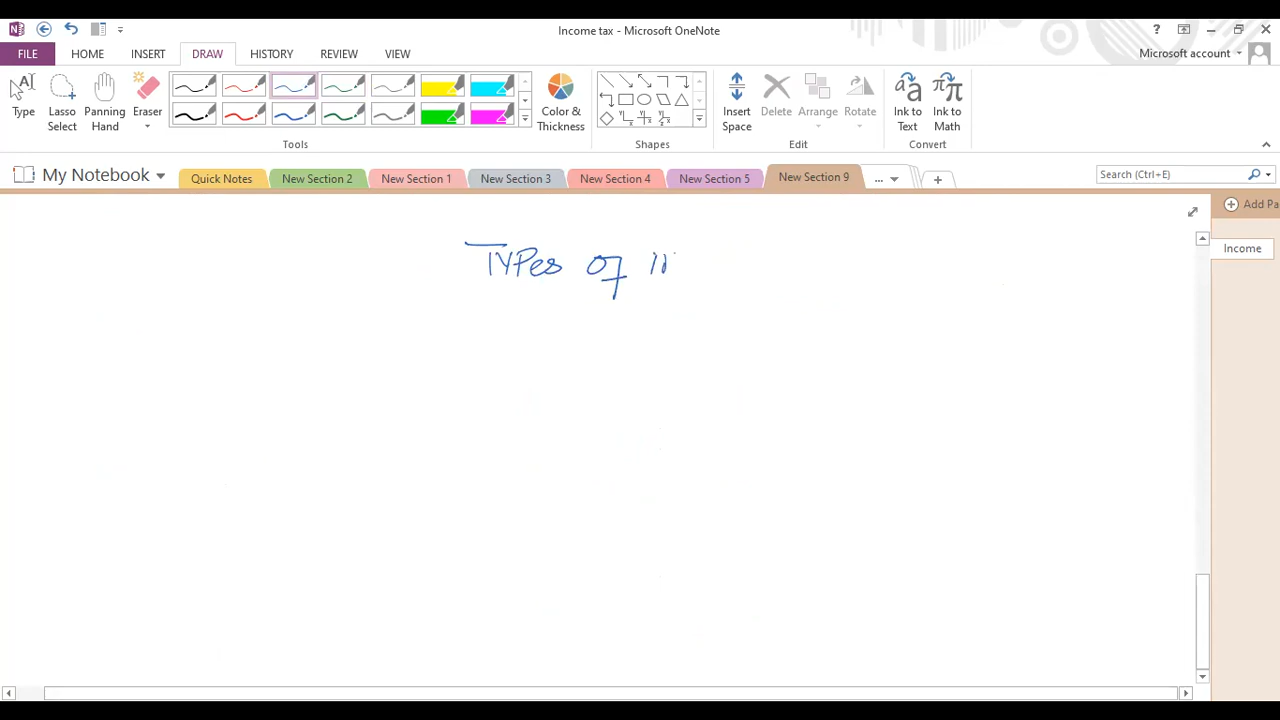 Income tax - Microsoft OneNote
?
FILE HOME INSERT DRAW HISTORY REVIEW VIEW
Microsoft account
Type
Lasso Select
Panning Hand
Eraser
Color & Thickness
Insert Space
Delete
Arrange
Rotate
Ink to Text
Ink to Math
Tools
Shapes
Edit
Convert
My Notebook
Quick Notes
New Section 2
New Section 1
New Section 3
New Section 4
New Section 5
New Section 9
...
Search (Ctrl+E)
Add Pa
Income
TYPes of